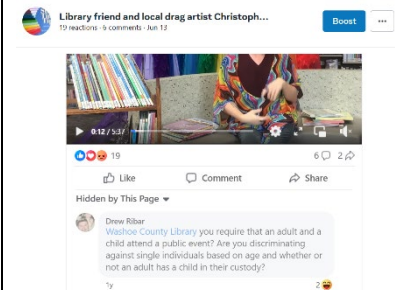 Library friend and local drag artist Christoph...
19 reactions · 6 comments · Jun 13
Boost
0:12 / 5:37
19
6
2
Like
Comment
Share
Hidden by This Page
Drew Ribar
Washoe County Library you require that an adult and a
child attend a public event? Are you discriminating
against single individuals based on age and whether or
not an adult has a child in their custody?
1y
2